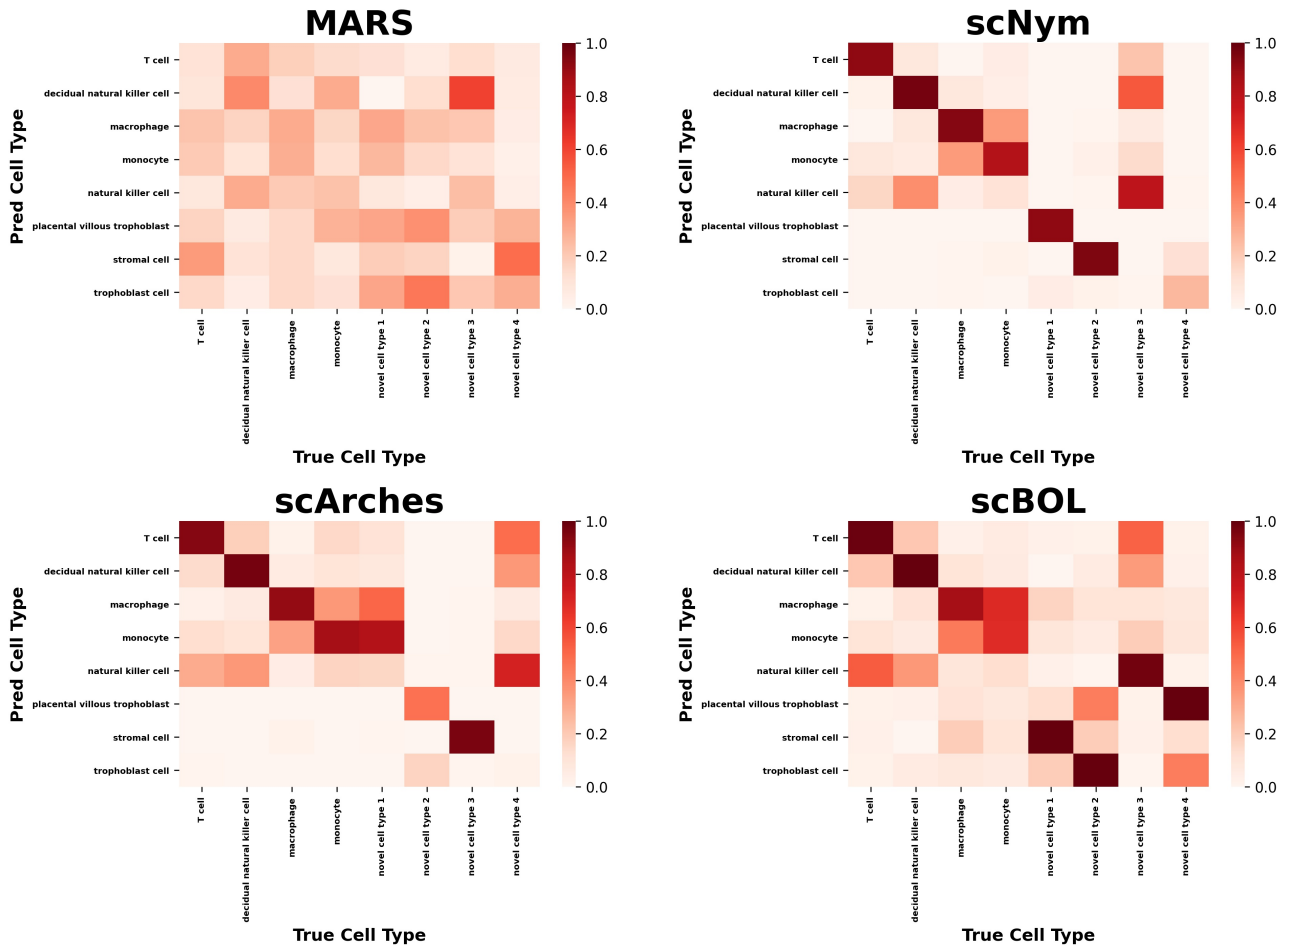 MARS
Pred Cell Type
T cell
decidual natural killer cell
macrophage
monocyte
natural killer cell
placental villous trophoblast
stromal cell
trophoblast cell
T cell
decidual natural killer cell
macrophage
monocyte
novel cell type 1
novel cell type 2
novel cell type 3
novel cell type 4
True Cell Type
1.0
0.8
0.6
0.4
0.2
0.0
scNym
Pred Cell Type
T cell
decidual natural killer cell
macrophage
monocyte
natural killer cell
placental villous trophoblast
stromal cell
trophoblast cell
T cell
decidual natural killer cell
macrophage
monocyte
novel cell type 1
novel cell type 2
novel cell type 3
novel cell type 4
True Cell Type
1.0
0.8
0.6
0.4
0.2
0.0
scArches
Pred Cell Type
T cell
decidual natural killer cell
macrophage
monocyte
natural killer cell
placental villous trophoblast
stromal cell
trophoblast cell
T cell
decidual natural killer cell
macrophage
monocyte
novel cell type 1
novel cell type 2
novel cell type 3
novel cell type 4
True Cell Type
1.0
0.8
0.6
0.4
0.2
0.0
scBOL
Pred Cell Type
T cell
decidual natural killer cell
macrophage
monocyte
natural killer cell
placental villous trophoblast
stromal cell
trophoblast cell
T cell
decidual natural killer cell
macrophage
monocyte
novel cell type 1
novel cell type 2
novel cell type 3
novel cell type 4
True Cell Type
1.0
0.8
0.6
0.4
0.2
0.0